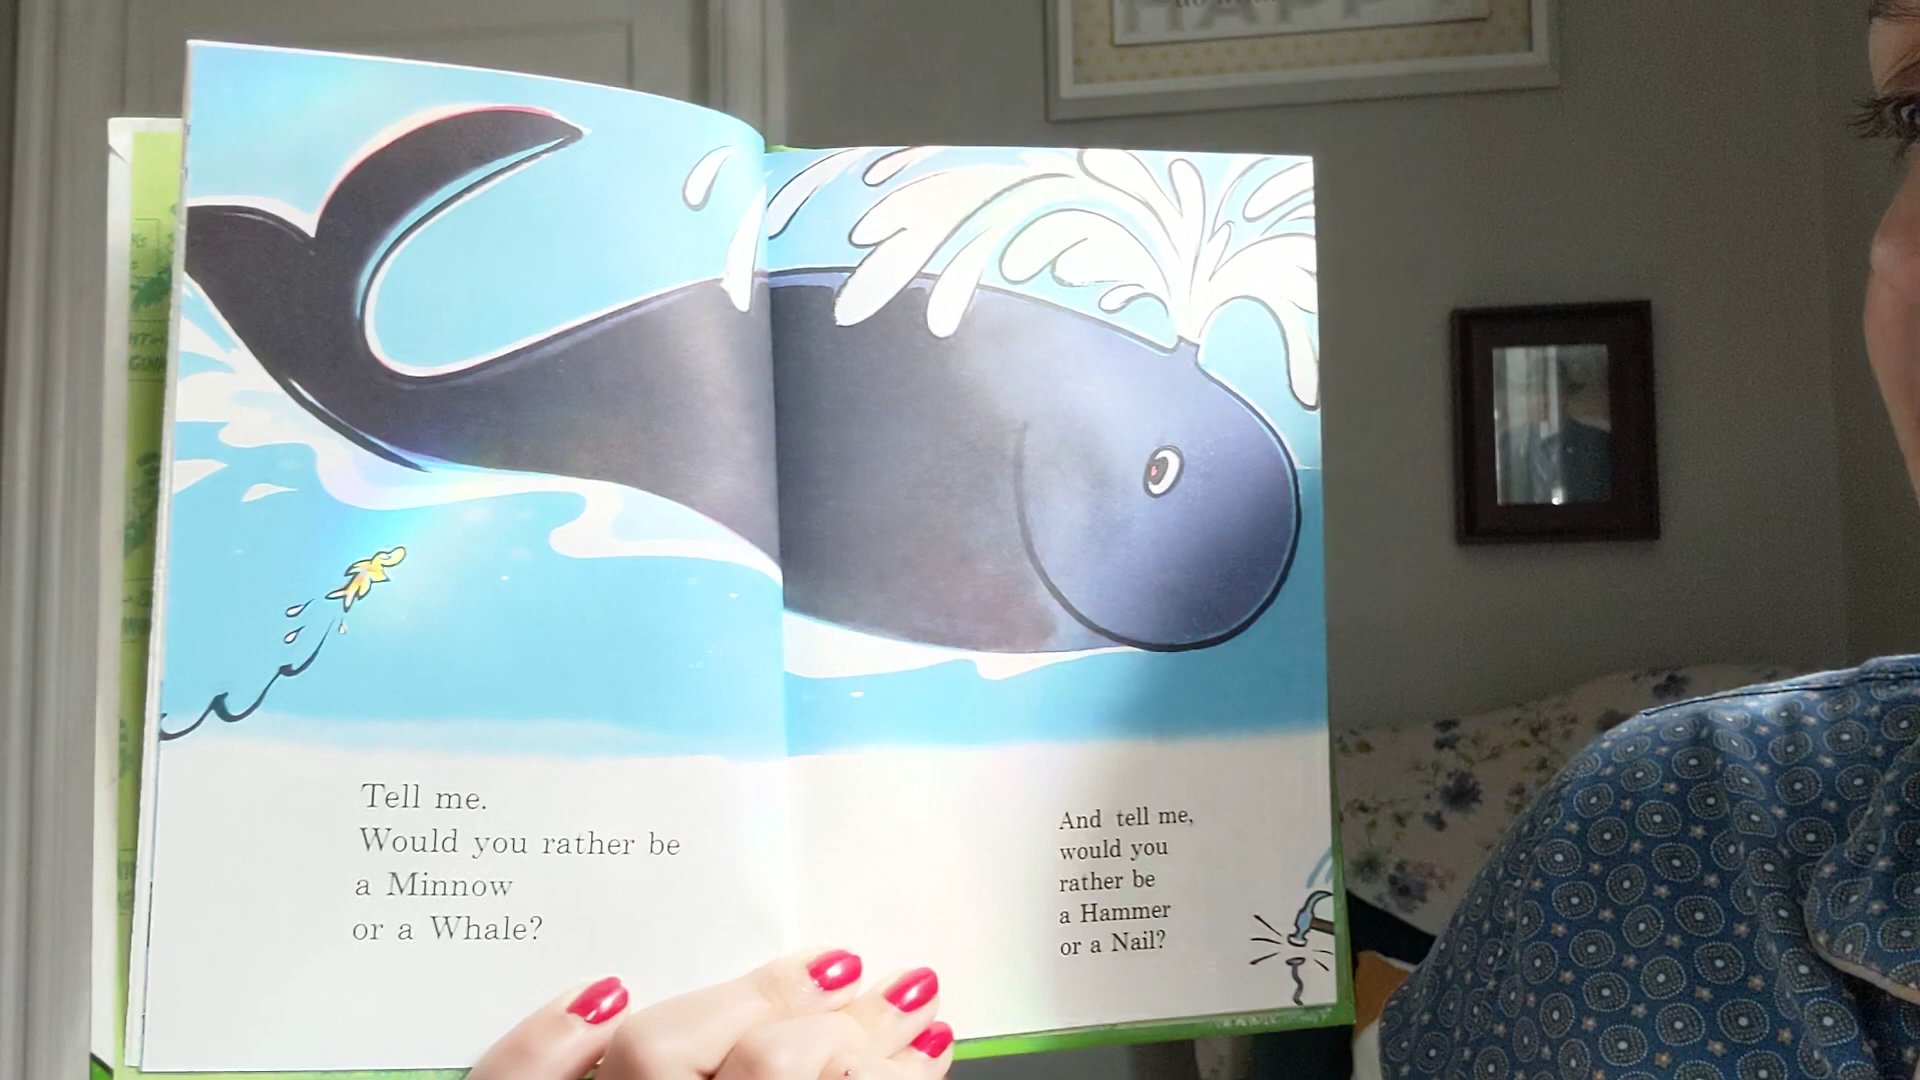 HAPPY
Tell me.
Would you rather be
a Minnow
or a Whale?
And tell me,
would you
rather be
a Hammer
or a Nail?